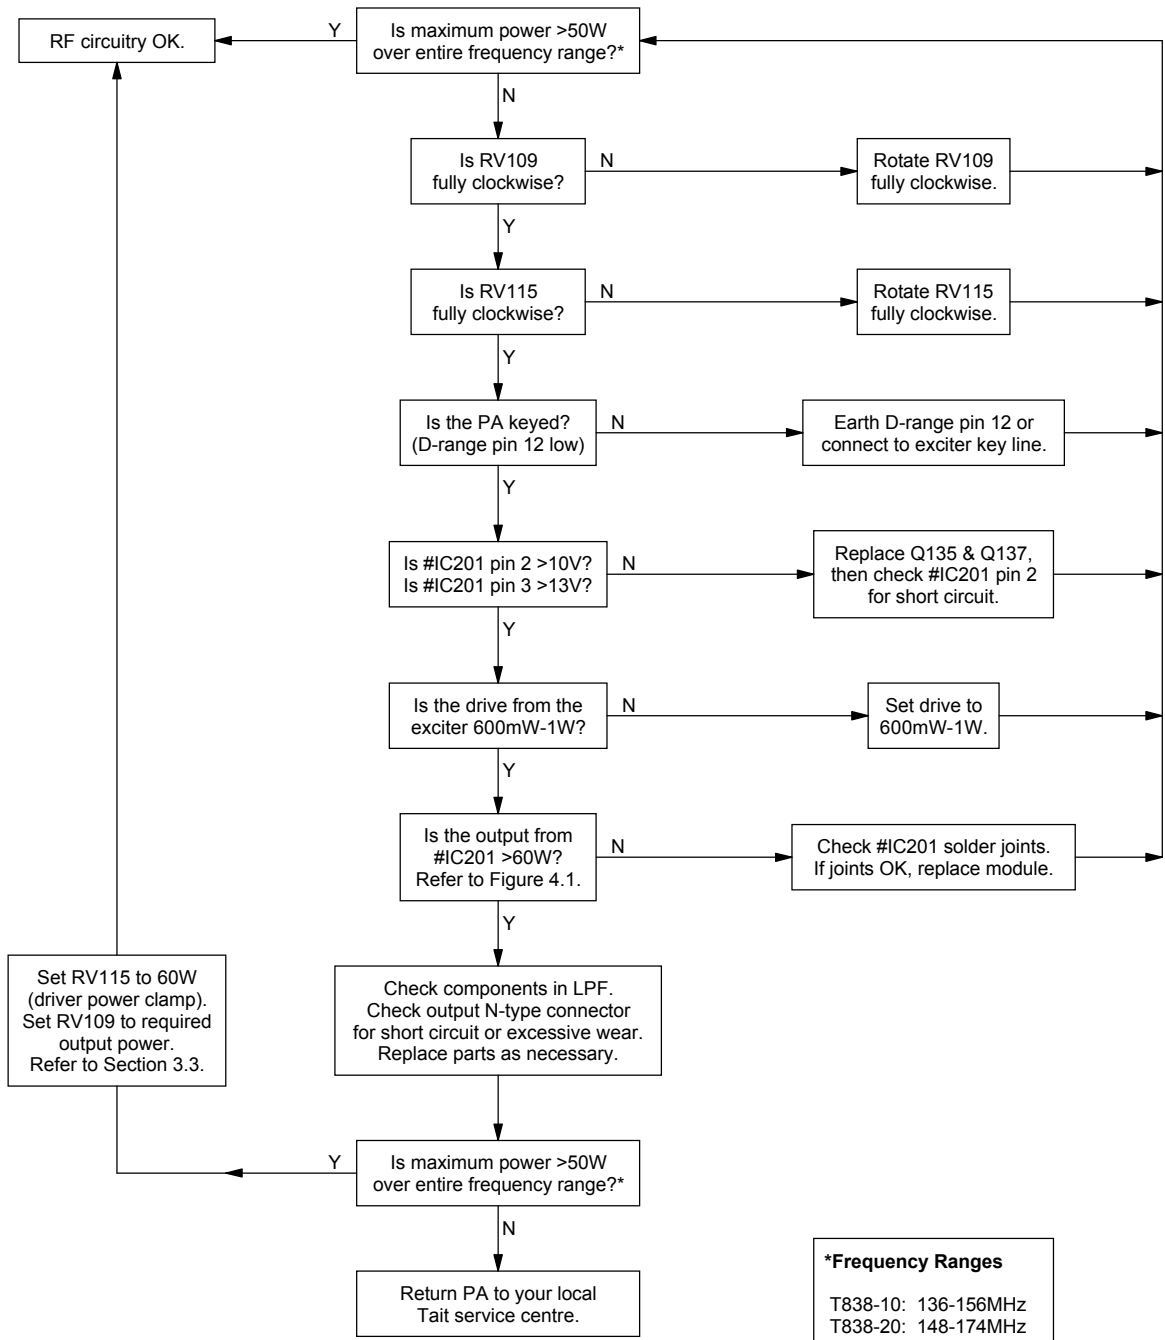 RF circuitry OK.
Y
Is maximum power >50W
over entire frequency range?*
N
Is RV109
fully clockwise?
N
Rotate RV109
fully clockwise.
Y
Is RV115
fully clockwise?
N
Rotate RV115
fully clockwise.
Y
Is the PA keyed?
(D-range pin 12 low)
N
Earth D-range pin 12 or
connect to exciter key line.
Y
Is #IC201 pin 2 >10V?
Is #IC201 pin 3 >13V?
N
Replace Q135 & Q137,
then check #IC201 pin 2
for short circuit.
Y
Is the drive from the
exciter 600mW-1W?
N
Set drive to
600mW-1W.
Y
Is the output from
#IC201 >60W?
Refer to Figure 4.1.
N
Check #IC201 solder joints.
If joints OK, replace module.
Y
Set RV115 to 60W
(driver power clamp).
Set RV109 to required
output power.
Refer to Section 3.3.
Check components in LPF.
Check output N-type connector
for short circuit or excessive wear.
Replace parts as necessary.
Y
Is maximum power >50W
over entire frequency range?*
N
Return PA to your local
Tait service centre.
*Frequency Ranges
T838-10: 136-156MHz
T838-20: 148-174MHz